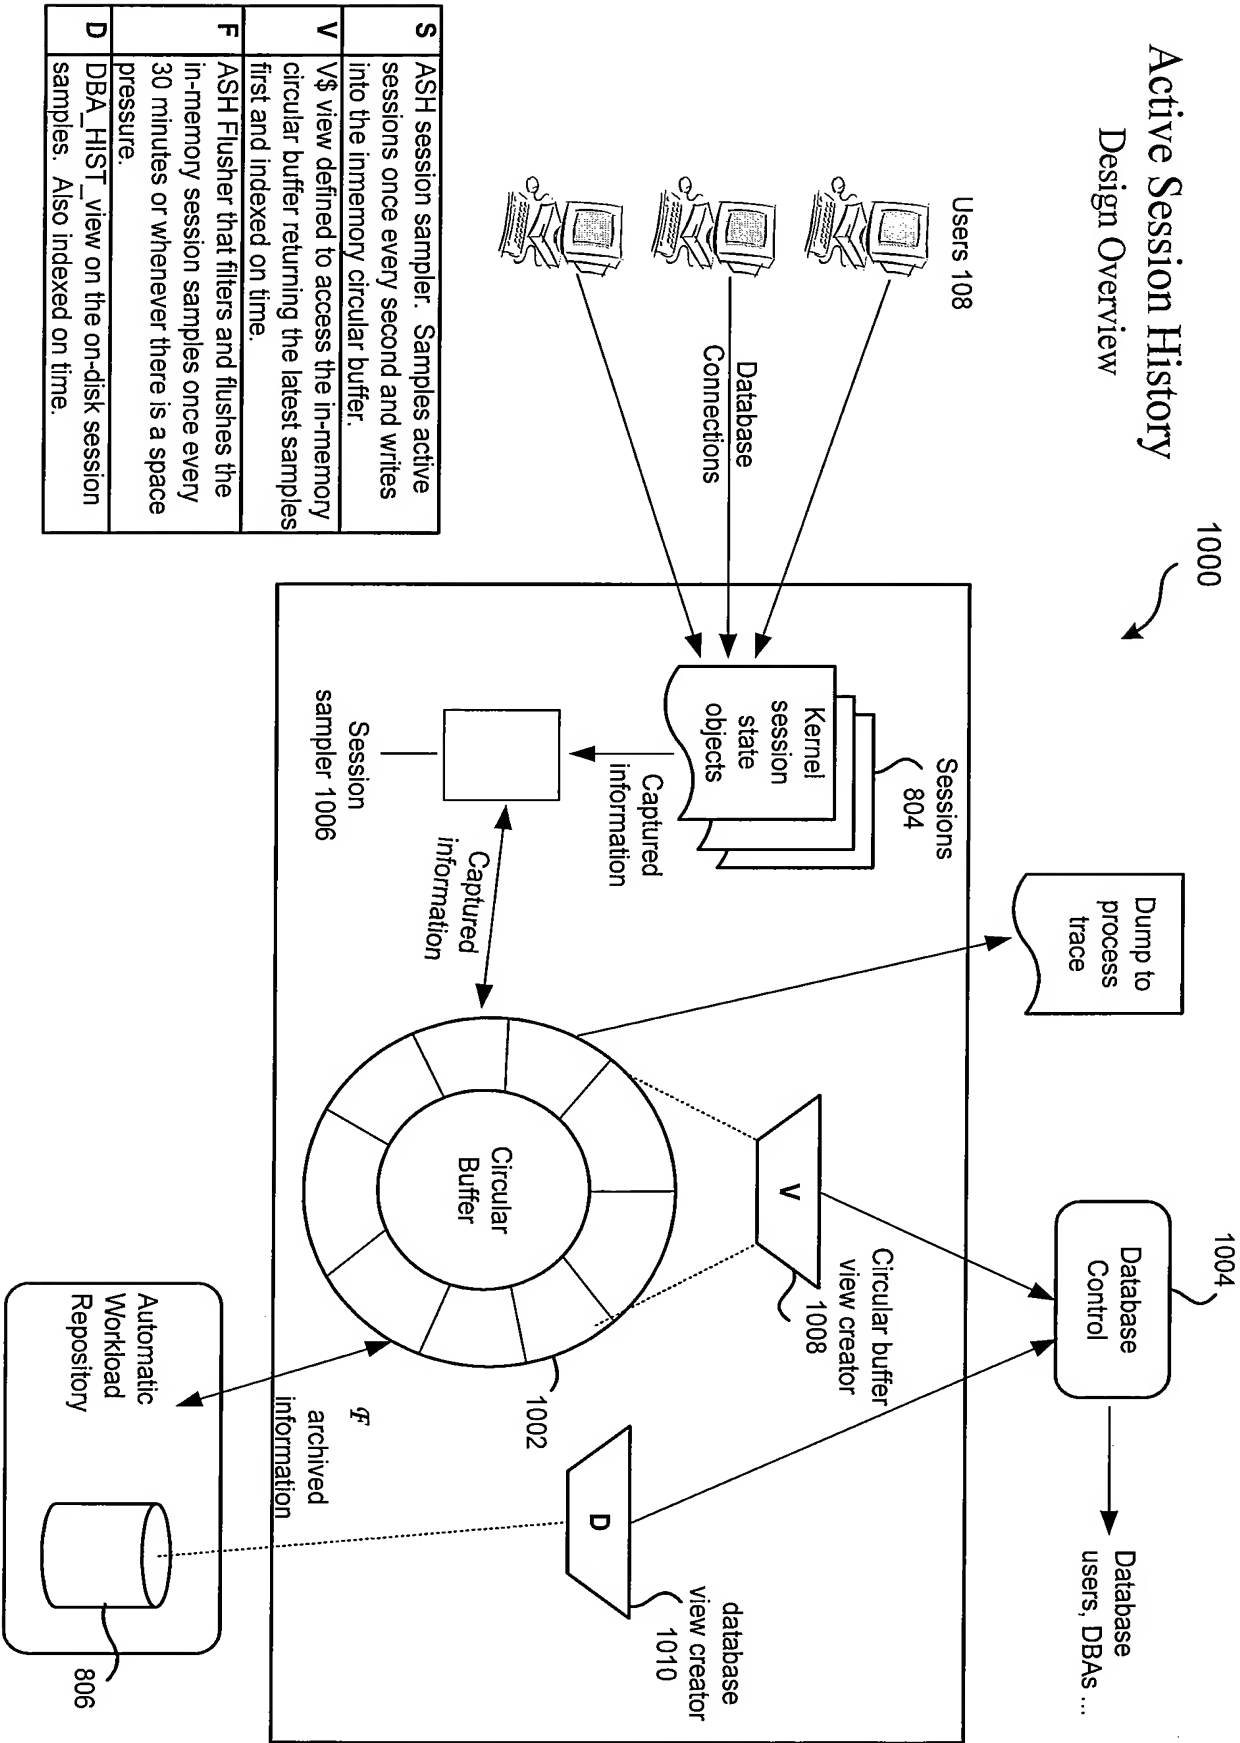 Active Session History
Design Overview
1000
Users 108
Database
Connections
Sessions
804
Kernel
session
state
objects
Captured
information
Session
sampler 1006
Captured
information
Dump to
process
trace
1004
Database
Control
Database
users, DBAs ...
V
Circular buffer
view creator
1008
Circular
Buffer
1002
D
database
view creator
1010
F
archived
information
Automatic
Workload
Repository
806
S ASH session sampler. Samples active
sessions once every second and writes
into the inmemory circular buffer.
V V$ view defined to access the in-memory
circular buffer returning the latest samples
first and indexed on time.
F ASH Flusher that filters and flushes the
in-memory session samples once every
30 minutes or whenever there is a space
pressure.
D DBA_HIST_view on the on-disk session
samples. Also indexed on time.